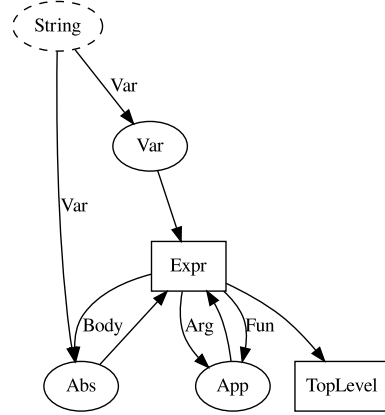 String
Var
Var
Var
Expr
Body
Arg
Fun
Abs
App
TopLevel